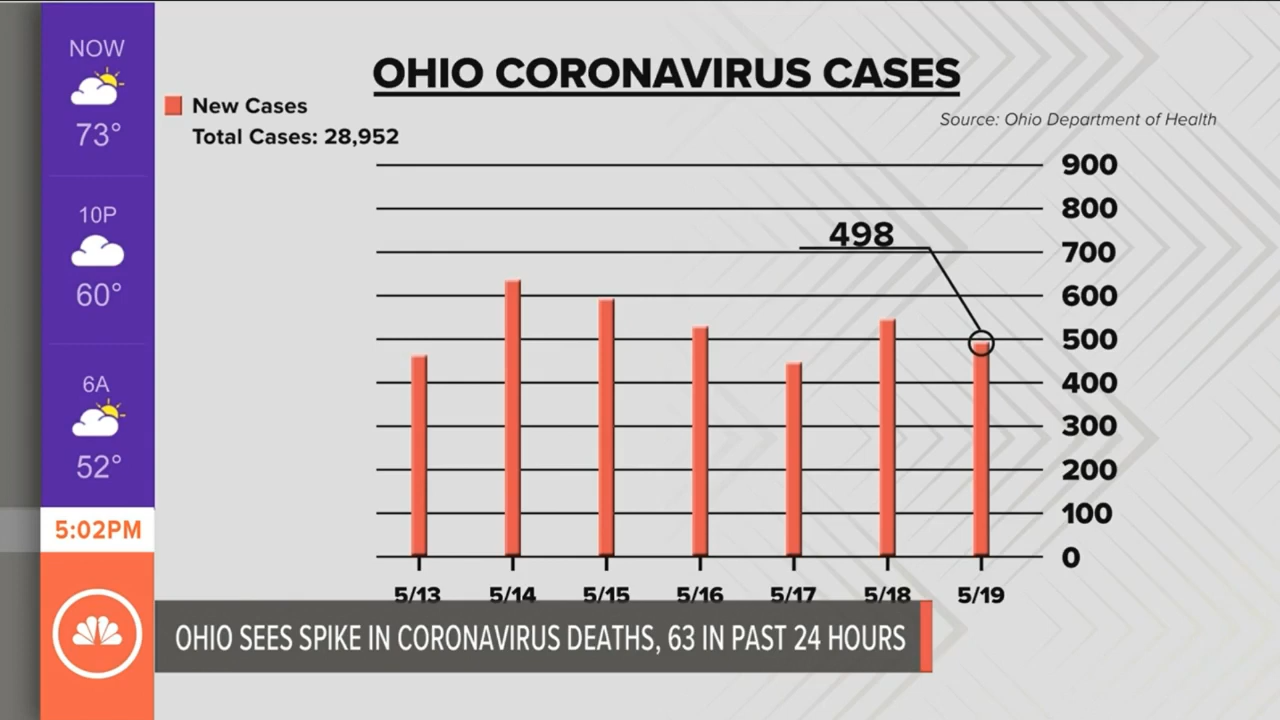 NOW
73°
10P
60°
6A
52°
5:02PM
OHIO CORONAVIRUS CASES
New Cases
Total Cases: 28,952
Source: Ohio Department of Health
900
800
498
700
600
500
400
300
200
100
0
5/13 5/14 5/15 5/16 5/17 5/18 5/19
OHIO SEES SPIKE IN CORONAVIRUS DEATHS, 63 IN PAST 24 HOURS